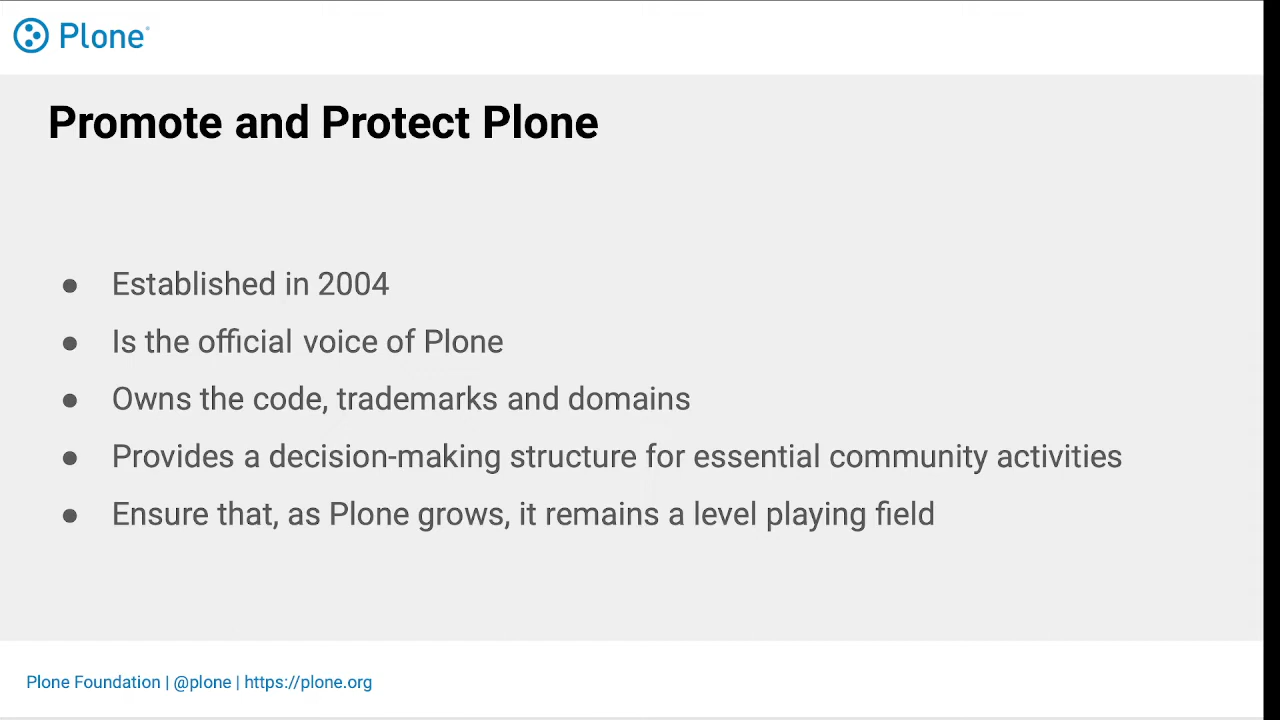 Plone®
Promote and Protect Plone
● Established in 2004
● Is the official voice of Plone
● Owns the code, trademarks and domains
● Provides a decision-making structure for essential community activities
● Ensure that, as Plone grows, it remains a level playing field
Plone Foundation | @plone | https://plone.org